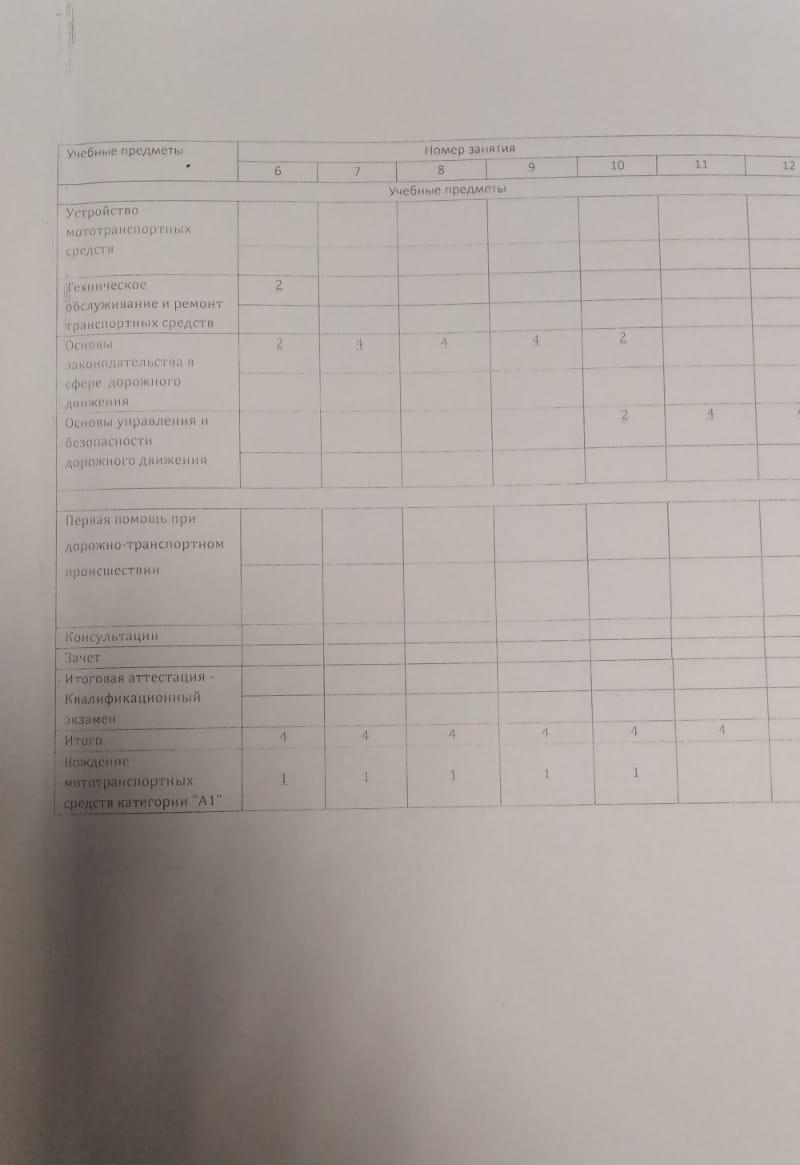 Учебные предметы
Номер занятия
6 7 8 9 10 11 12
Учебные предметы
Устройство
мототранспортных
средств
Техническое 2
обслуживание и ремонт
транспортных средств
Основы 2 4 4 4 2
законодательства в
сфере дорожного
движения
Основы управления и 2 4
безопасности
дорожного движения
Первая помощь при
дорожно-транспортном
происшествии
Консультации
Зачет
Итоговая аттестация -
Квалификационный
экзамен
Итого 4 4 4 4 4 4
Вождение
мототранспортных 1 1 1 1 1
средств категории "А1"